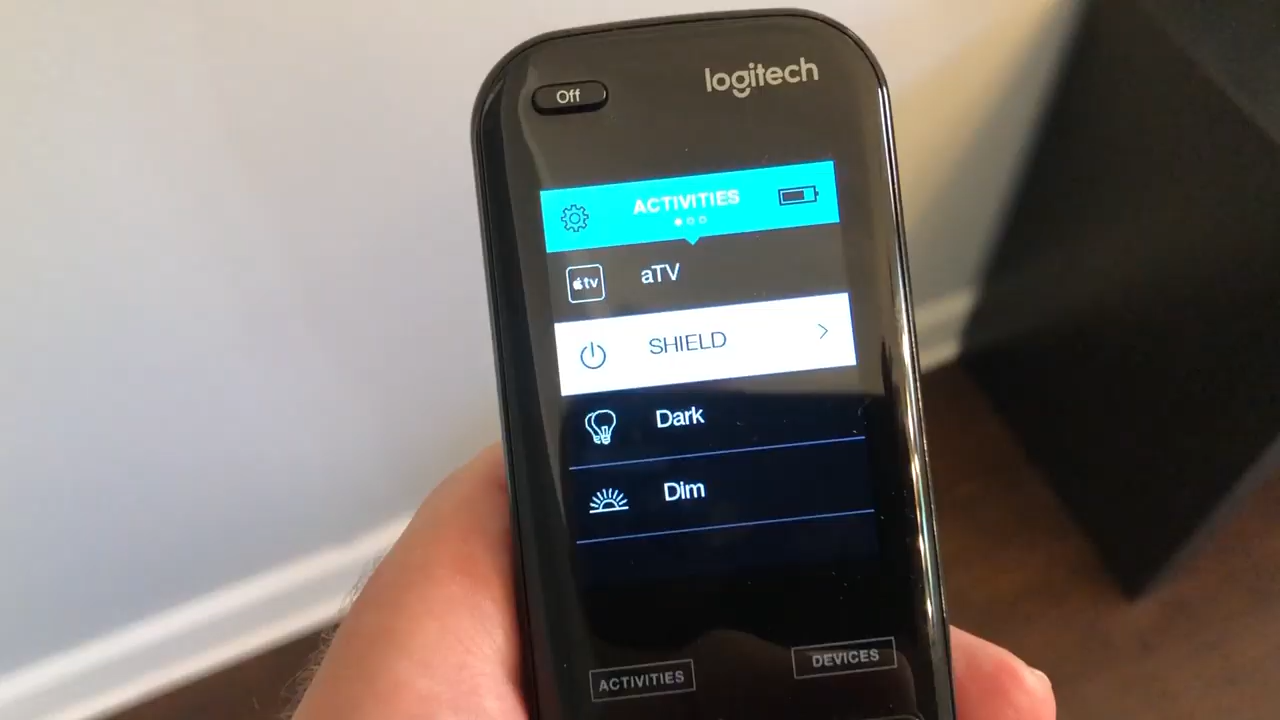 logitech
Off
ACTIVITIES
tv
aTV
SHIELD
Dark
Dim
ACTIVITIES
DEVICES